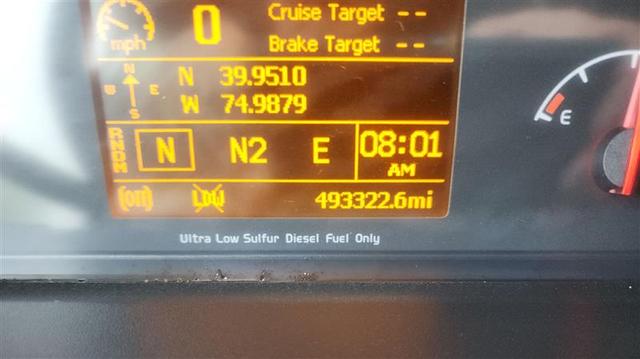 mph
0
Cruise Target --
Brake Target --
N
W E
S
N 39.9510
W 74.9879
RNDM
N N2 E
08:01
AM
LDW
493322.6mi
E
Ultra Low Sulfur Diesel Fuel Only